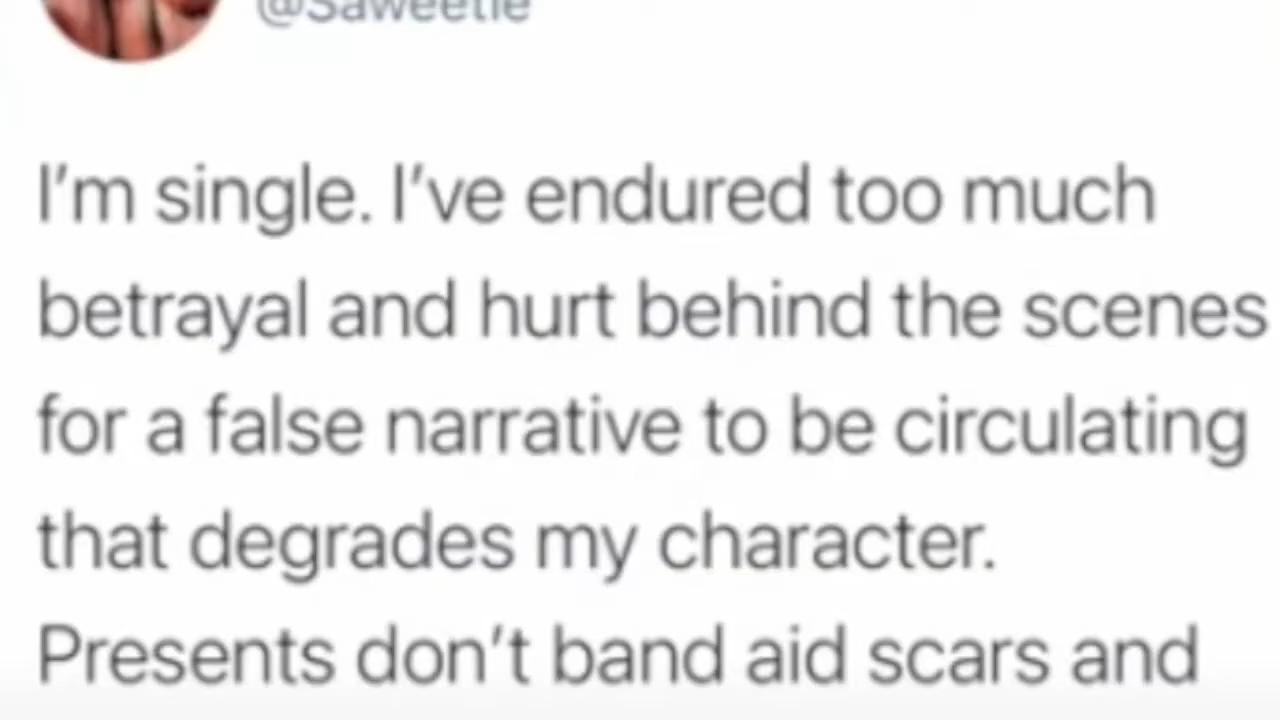 @Saweetie
I'm single. I've endured too much
betrayal and hurt behind the scenes
for a false narrative to be circulating
that degrades my character.
Presents don't band aid scars and